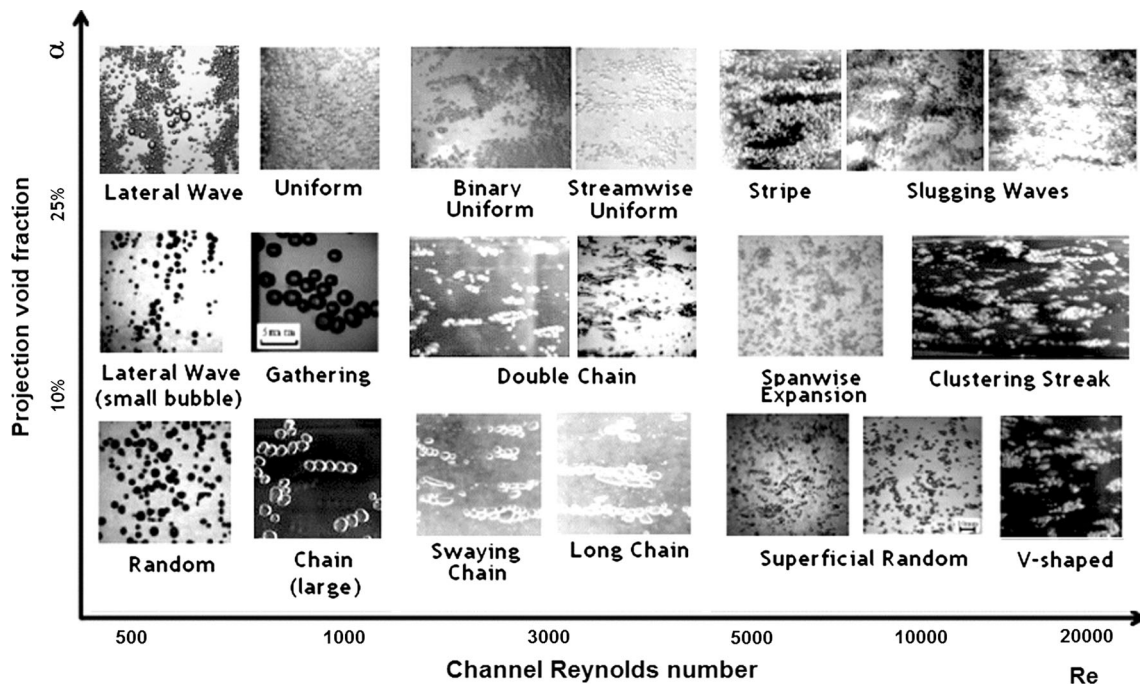 α
Projection void fraction
25%
10%
Lateral Wave
Uniform
Binary
Uniform
Streamwise
Uniform
Stripe
Slugging Waves
Lateral Wave
(small bubble)
Gathering
Double Chain
Spanwise
Expansion
Clustering Streak
Random
Chain
(large)
Swaying
Chain
Long Chain
Superficial Random
V-shaped
500
1000
3000
5000
10000
20000
Channel Reynolds number
Re